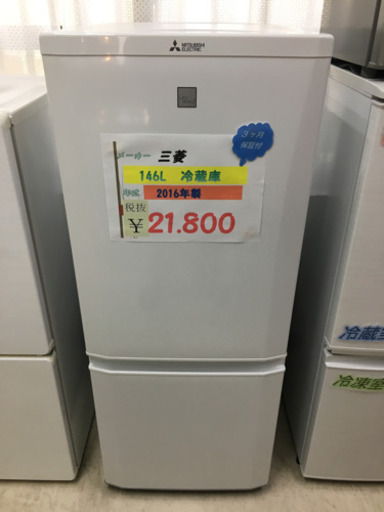 MITSUBISHI
ELECTRIC
3ヶ月
保証付
メーカー 三菱
146L 冷蔵庫
2016年製
税抜
¥21.800
冷蔵室
冷凍室